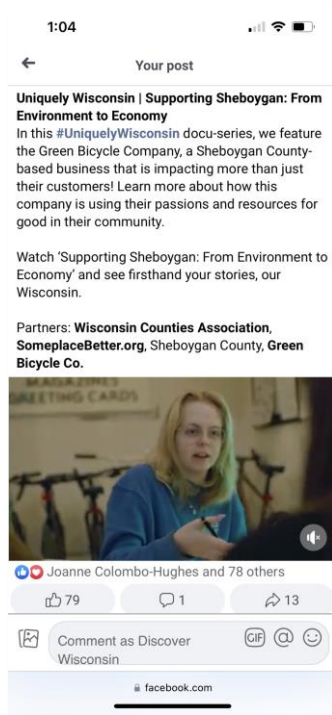 1:04
Your post
Uniquely Wisconsin | Supporting Sheboygan: From
Environment to Economy
In this #UniquelyWisconsin docu-series, we feature
the Green Bicycle Company, a Sheboygan County-
based business that is impacting more than just
their customers! Learn more about how this
company is using their passions and resources for
good in their community.
Watch ‘Supporting Sheboygan: From Environment to
Economy’ and see firsthand your stories, our
Wisconsin.
Partners: Wisconsin Counties Association,
SomeplaceBetter.org, Sheboygan County, Green
Bicycle Co.
MAGAZINES
GREETING CARDS
Joanne Colombo-Hughes and 78 others
79 1 13
Comment as Discover
Wisconsin
GIF @
facebook.com